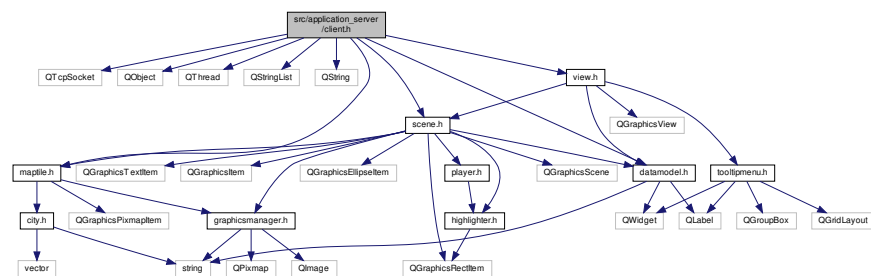 src/application_server
/client.h
QTcpSocket
QObject
QThread
QStringList
QString
view.h
QGraphicsView
scene.h
maptile.h
QGraphicsTextItem
QGraphicsItem
QGraphicsEllipseItem
player.h
QGraphicsScene
datamodel.h
tooltipmenu.h
city.h
QGraphicsPixmapItem
graphicsmanager.h
highlighter.h
QWidget
QLabel
QGroupBox
QGridLayout
vector
string
QPixmap
QImage
QGraphicsRectItem